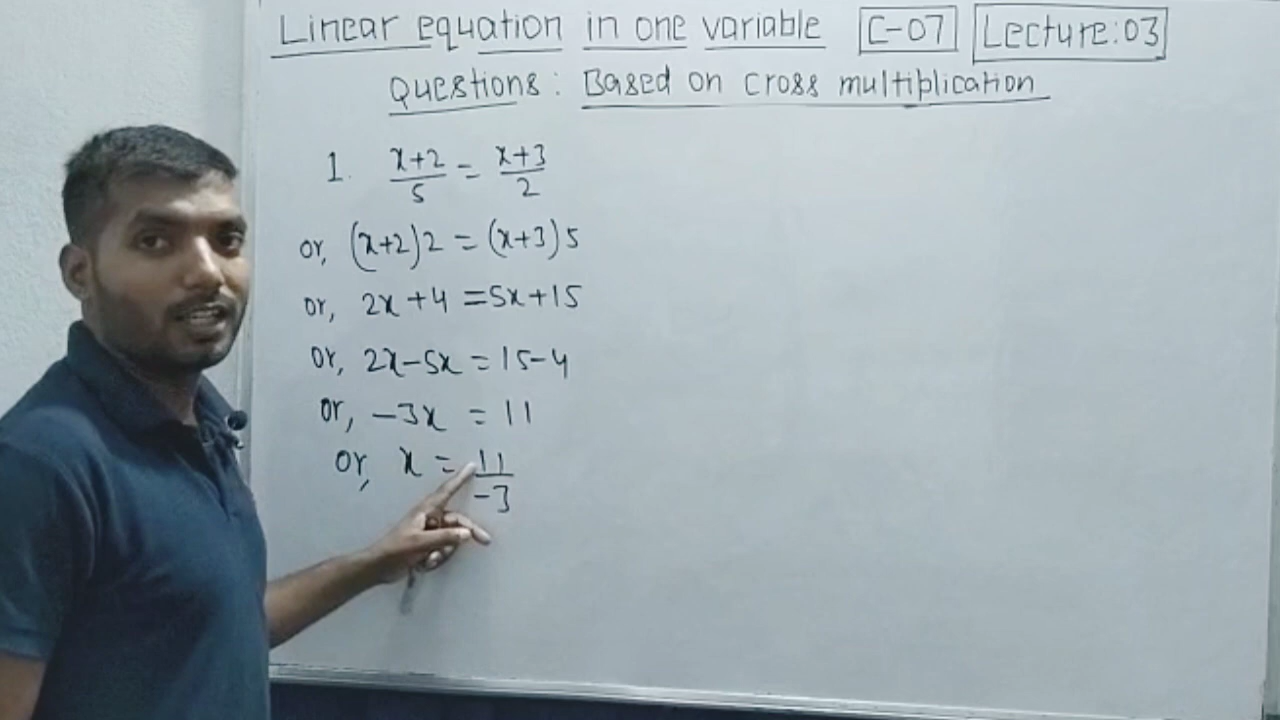 Linear equation in one variable C-07 Lecture:03
Questions: Based on cross multiplication
1. x+2/5 = x+3/2
or, (x+2)2 = (x+3)5
or, 2x+4 = 5x+15
or, 2x-5x = 15-4
or, -3x = 11
or, x = 11/-3